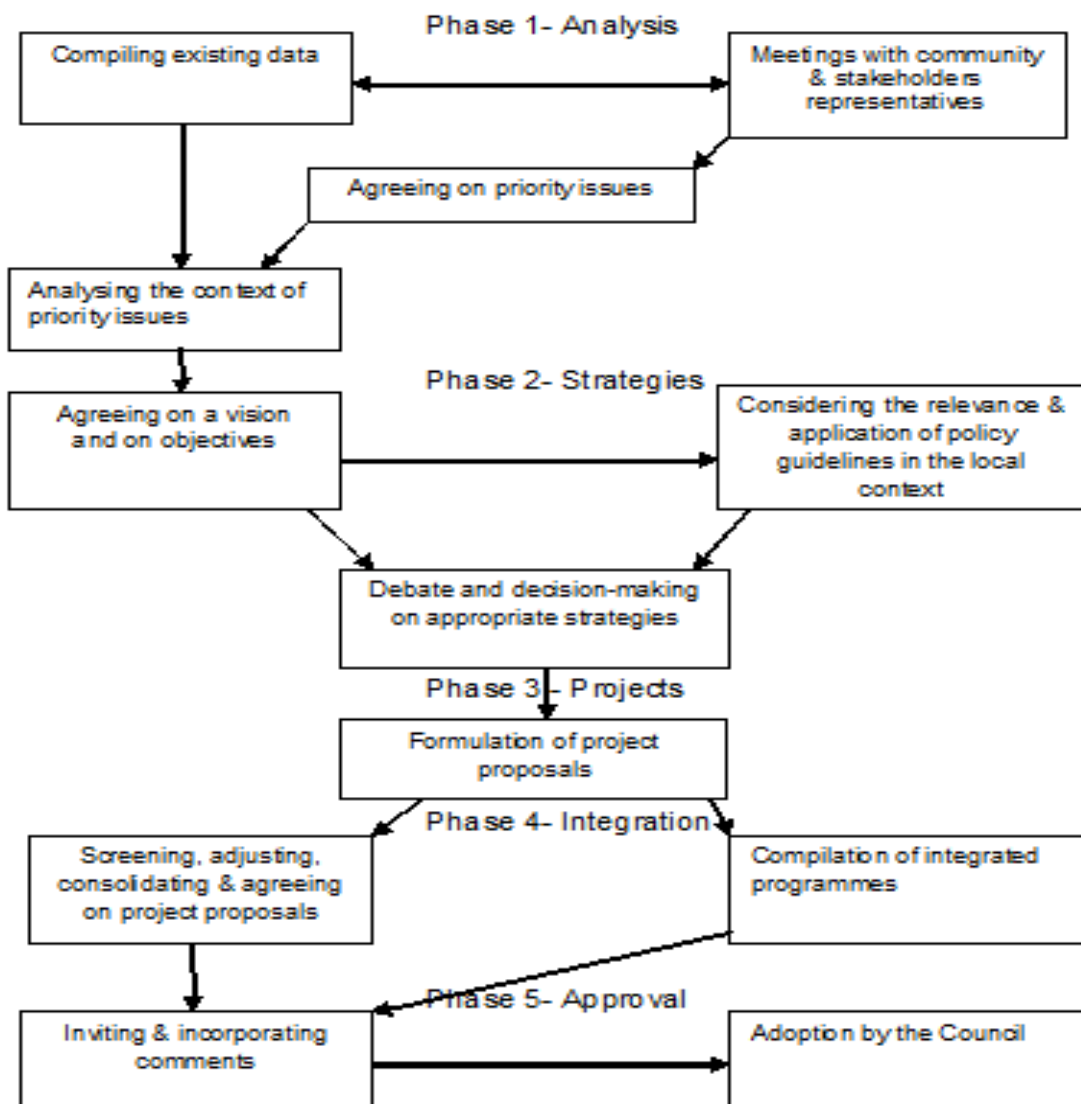 Phase 1- Analysis
Compiling existing data
Meetings with community
& stakeholders
representatives
Agreeing on priority issues
Analysing the context of
priority issues
Phase 2- Strategies
Agreeing on a vision
and on objectives
Considering the relevance &
application of policy
guidelines in the local
context
Debate and decision-making
on appropriate strategies
Phase 3 - Projects
Formulation of project
proposals
Phase 4- Integration
Screening, adjusting,
consolidating & agreeing
on project proposals
Compilation of integrated
programmes
Phase 5- Approval
Inviting & incorporating
comments
Adoption by the Council